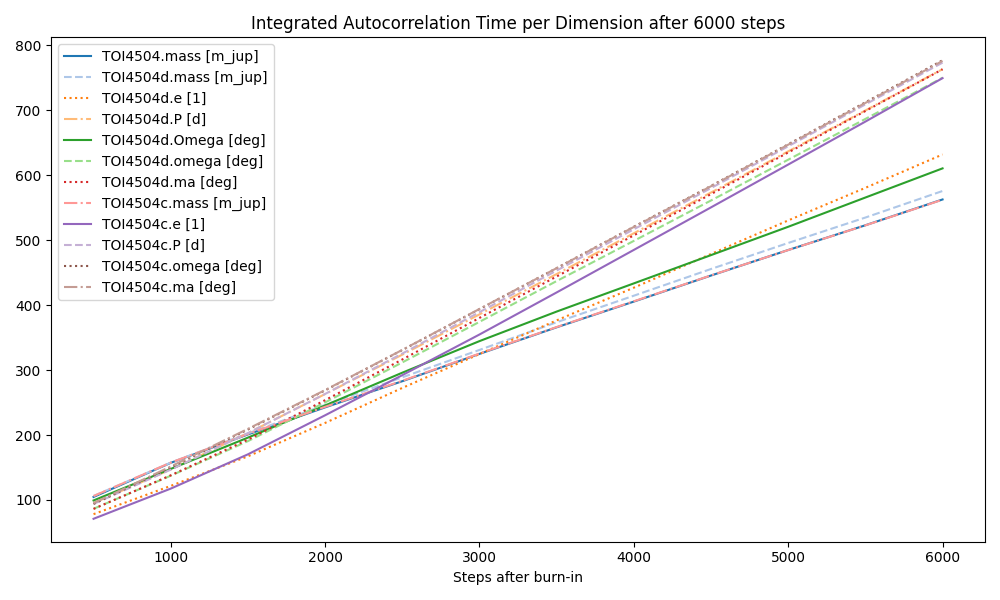 Integrated Autocorrelation Time per Dimension after 6000 steps
800
700
600
500
400
300
200
100
TOI4504.mass [m_jup]
TOI4504d.mass [m_jup]
TOI4504d.e [1]
TOI4504d.P [d]
TOI4504d.Omega [deg]
TOI4504d.omega [deg]
TOI4504d.ma [deg]
TOI4504c.mass [m_jup]
TOI4504c.e [1]
TOI4504c.P [d]
TOI4504c.omega [deg]
TOI4504c.ma [deg]
1000 2000 3000 4000 5000 6000
Steps after burn-in